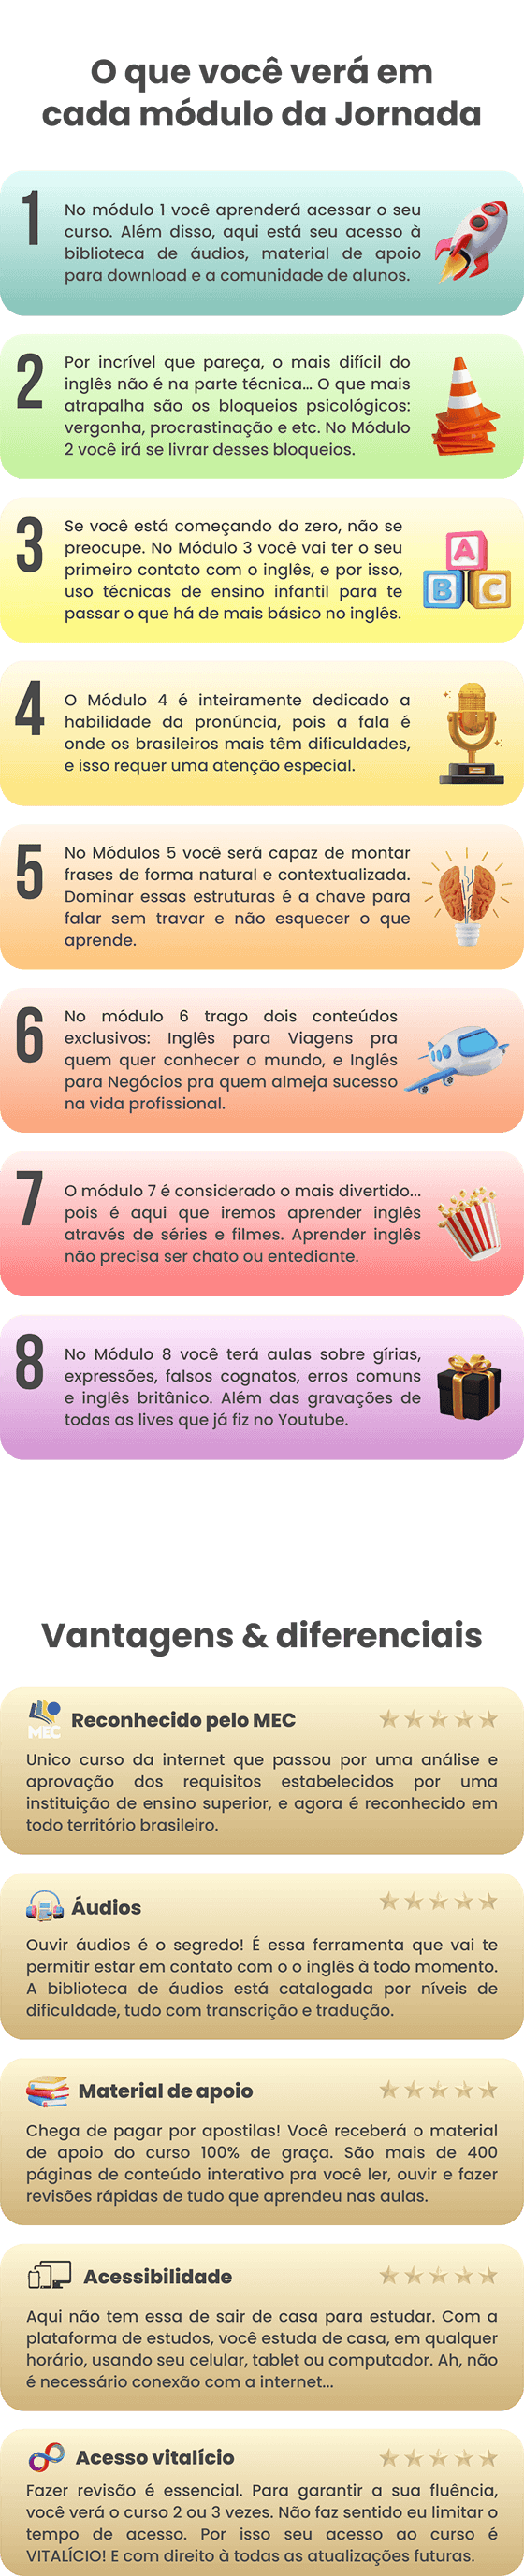 O que você verá em
cada módulo da Jornada
1
No módulo 1 você aprenderá acessar o seu
curso. Além disso, aqui está seu acesso à
biblioteca de áudios, material de apoio
para download e a comunidade de alunos.
2
Por incrível que pareça, o mais difícil do
inglês não é na parte técnica... O que mais
atrapalha são os bloqueios psicológicos:
vergonha, procrastinação e etc. No Módulo
2 você irá se livrar desses bloqueios.
3
Se você está começando do zero, não se
preocupe. No Módulo 3 você vai ter o seu
primeiro contato com o inglês, e por isso,
uso técnicas de ensino infantil para te
passar o que há de mais básico no inglês.
A
B C
4
O Módulo 4 é inteiramente dedicado a
habilidade da pronúncia, pois a fala é
onde os brasileiros mais têm dificuldades,
e isso requer uma atenção especial.
5
No Módulos 5 você será capaz de montar
frases de forma natural e contextualizada.
Dominar essas estruturas é a chave para
falar sem travar e não esquecer o que
aprende.
6
No módulo 6 trago dois conteúdos
exclusivos: Inglês para Viagens pra
quem quer conhecer o mundo, e Inglês
para Negócios pra quem almeja sucesso
na vida profissional.
7
O módulo 7 é considerado o mais divertido...
pois é aqui que iremos aprender inglês
através de séries e filmes. Aprender inglês
não precisa ser chato ou entediante.
8
No Módulo 8 você terá aulas sobre gírias,
expressões, falsos cognatos, erros comuns
e inglês britânico. Além das gravações de
todas as lives que já fiz no Youtube.
Vantagens & diferenciais
MEC
Reconhecido pelo MEC
Unico curso da internet que passou por uma análise e
aprovação dos requisitos estabelecidos por uma
instituição de ensino superior, e agora é reconhecido em
todo território brasileiro.
Áudios
Ouvir áudios é o segredo! É essa ferramenta que vai te
permitir estar em contato com o o inglês à todo momento.
A biblioteca de áudios está catalogada por níveis de
dificuldade, tudo com transcrição e tradução.
Material de apoio
Chega de pagar por apostilas! Você receberá o material
de apoio do curso 100% de graça. São mais de 400
páginas de conteúdo interativo pra você ler, ouvir e fazer
revisões rápidas de tudo que aprendeu nas aulas.
Acessibilidade
Aqui não tem essa de sair de casa para estudar. Com a
plataforma de estudos, você estuda de casa, em qualquer
horário, usando seu celular, tablet ou computador. Ah, não
é necessário conexão com a internet...
Acesso vitalício
Fazer revisão é essencial. Para garantir a sua fluência,
você verá o curso 2 ou 3 vezes. Não faz sentido eu limitar o
tempo de acesso. Por isso seu acesso ao curso é
VITALÍCIO! E com direito à todas as atualizações futuras.